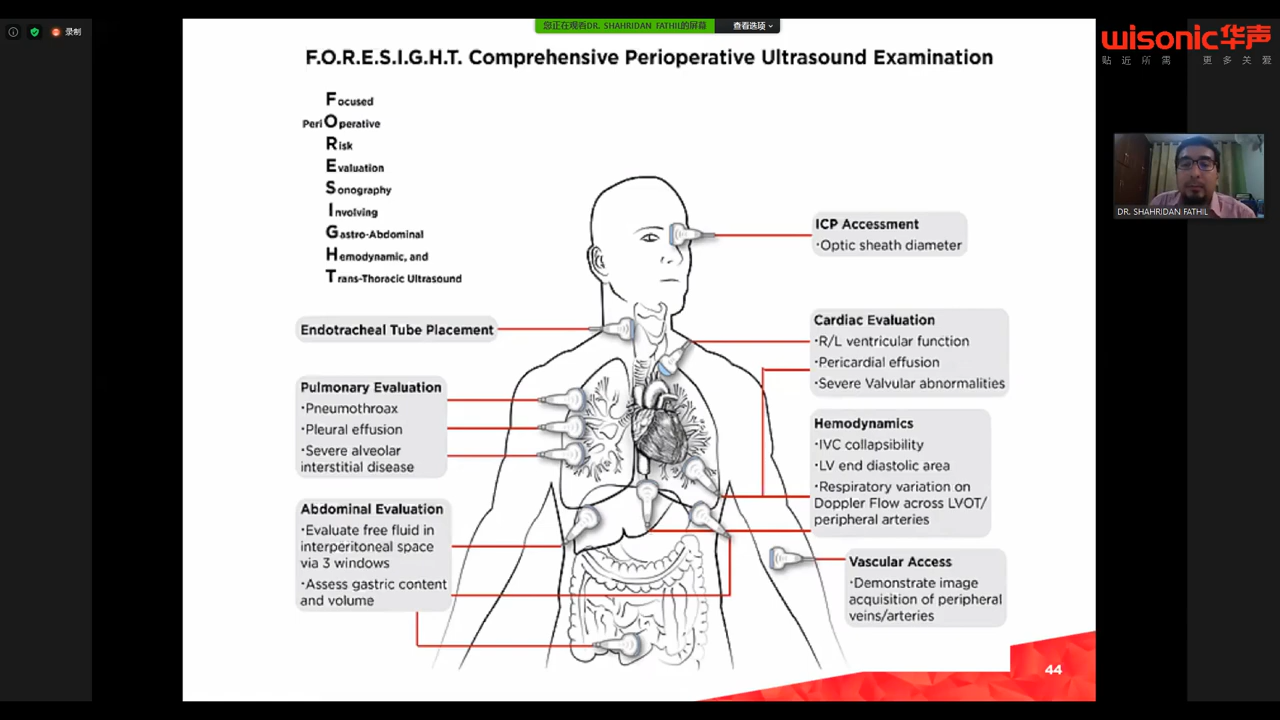 录制
您正在观看DR. SHAHRIDAN FATHIL的屏幕
查看选项
wisonic华声
贴近所需 更多关爱
F.O.R.E.S.I.G.H.T. Comprehensive Perioperative Ultrasound Examination
Focused
PeriOperative
Risk
Evaluation
Sonography
Involving
Gastro-Abdominal
Hemodynamic, and
Trans-Thoracic Ultrasound
DR. SHAHRIDAN FATHIL
ICP Accessment
·Optic sheath diameter
Endotracheal Tube Placement
Cardiac Evaluation
·R/L ventricular function
·Pericardial effusion
·Severe Valvular abnormalities
Pulmonary Evaluation
·Pneumothroax
·Pleural effusion
·Severe alveolar
interstitial disease
Hemodynamics
·IVC collapsibility
·LV end diastolic area
·Respiratory variation on
Doppler Flow across LVOT/
peripheral arteries
Abdominal Evaluation
·Evaluate free fluid in
interperitoneal space
via 3 windows
·Assess gastric content
and volume
Vascular Access
·Demonstrate image
acquisition of peripheral
veins/arteries
44